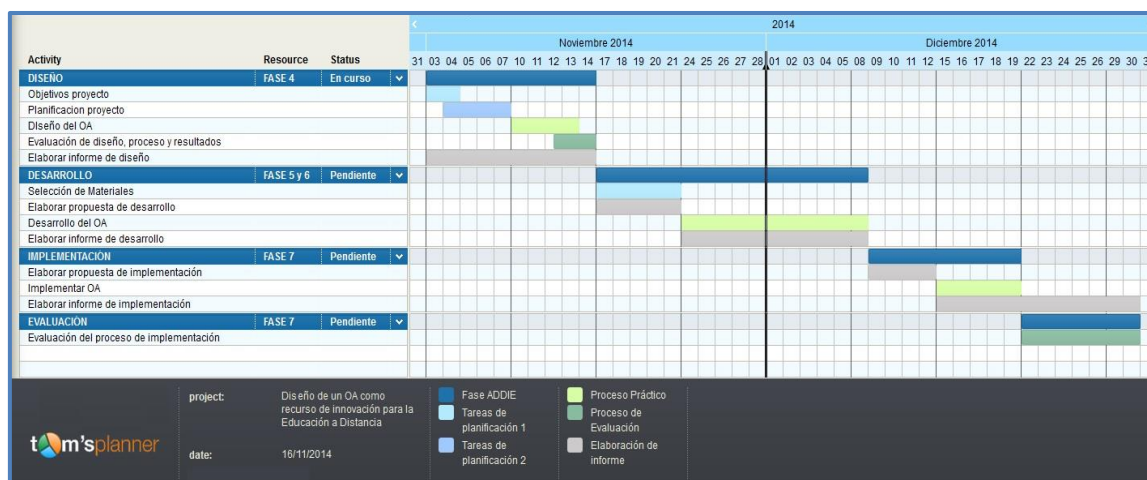 2014
Noviembre 2014 Diciembre 2014
Activity Resource Status 31 03 04 05 06 07 10 11 12 13 14 17 18 19 20 21 24 25 26 27 28 01 02 03 04 05 08 09 10 11 12 15 16 17 18 19 22 23 24 25 26 29 30 3
DISEÑO FASE 4 En curso
Objetivos proyecto
Planificacion proyecto
DIseño del OA
Evaluación de diseño, proceso y resultados
Elaborar informe de diseño
DESARROLLO FASE 5 y 6 Pendiente
Selección de Materiales
Elaborar propuesta de desarrollo
Desarrollo del OA
Elaborar informe de desarrollo
IMPLEMENTACIÓN FASE 7 Pendiente
Elaborar propuesta de implementación
Implementar OA
Elaborar informe de implementación
EVALUACIÓN FASE 7 Pendiente
Evaluación del proceso de implementación
tom'splanner
project: Diseño de un OA como
recurso de innovación para la
Educación a Distancia
date: 16/11/2014
Fase ADDIE
Tareas de
planificación 1
Tareas de
planificación 2
Proceso Práctico
Proceso de
Evaluación
Elaboración de
informe